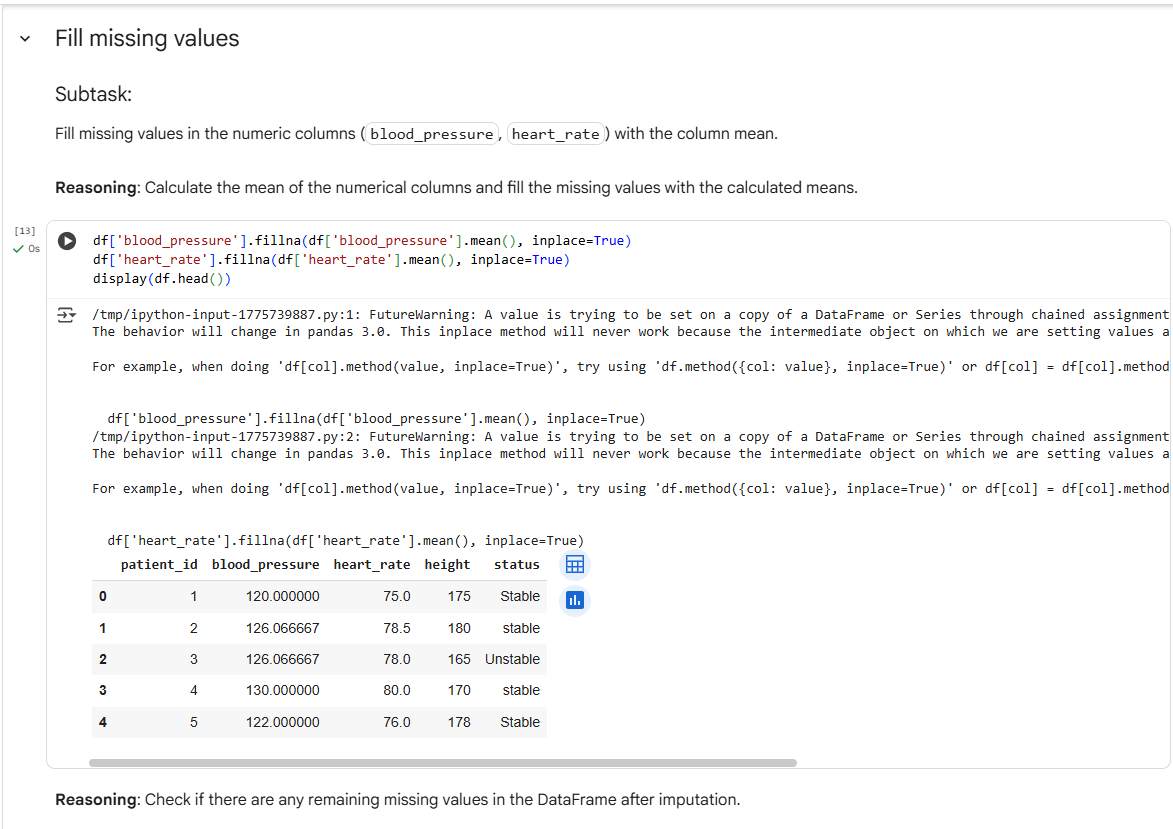 Fill missing values
Subtask:
Fill missing values in the numeric columns (blood_pressure, heart_rate) with the column mean.
Reasoning: Calculate the mean of the numerical columns and fill the missing values with the calculated means.
[13]
0s
df['blood_pressure'].fillna(df['blood_pressure'].mean(), inplace=True)
df['heart_rate'].fillna(df['heart_rate'].mean(), inplace=True)
display(df.head())
/tmp/ipython-input-1775739887.py:1: FutureWarning: A value is trying to be set on a copy of a DataFrame or Series through chained assignment
The behavior will change in pandas 3.0. This inplace method will never work because the intermediate object on which we are setting values a
For example, when doing 'df[col].method(value, inplace=True)', try using 'df.method({col: value}, inplace=True)' or df[col] = df[col].method
df['blood_pressure'].fillna(df['blood_pressure'].mean(), inplace=True)
/tmp/ipython-input-1775739887.py:2: FutureWarning: A value is trying to be set on a copy of a DataFrame or Series through chained assignment
The behavior will change in pandas 3.0. This inplace method will never work because the intermediate object on which we are setting values a
For example, when doing 'df[col].method(value, inplace=True)', try using 'df.method({col: value}, inplace=True)' or df[col] = df[col].method
df['heart_rate'].fillna(df['heart_rate'].mean(), inplace=True)
patient_id blood_pressure heart_rate height status
0 1 120.000000 75.0 175 Stable
1 2 126.066667 78.5 180 stable
2 3 126.066667 78.0 165 Unstable
3 4 130.000000 80.0 170 stable
4 5 122.000000 76.0 178 Stable
Reasoning: Check if there are any remaining missing values in the DataFrame after imputation.